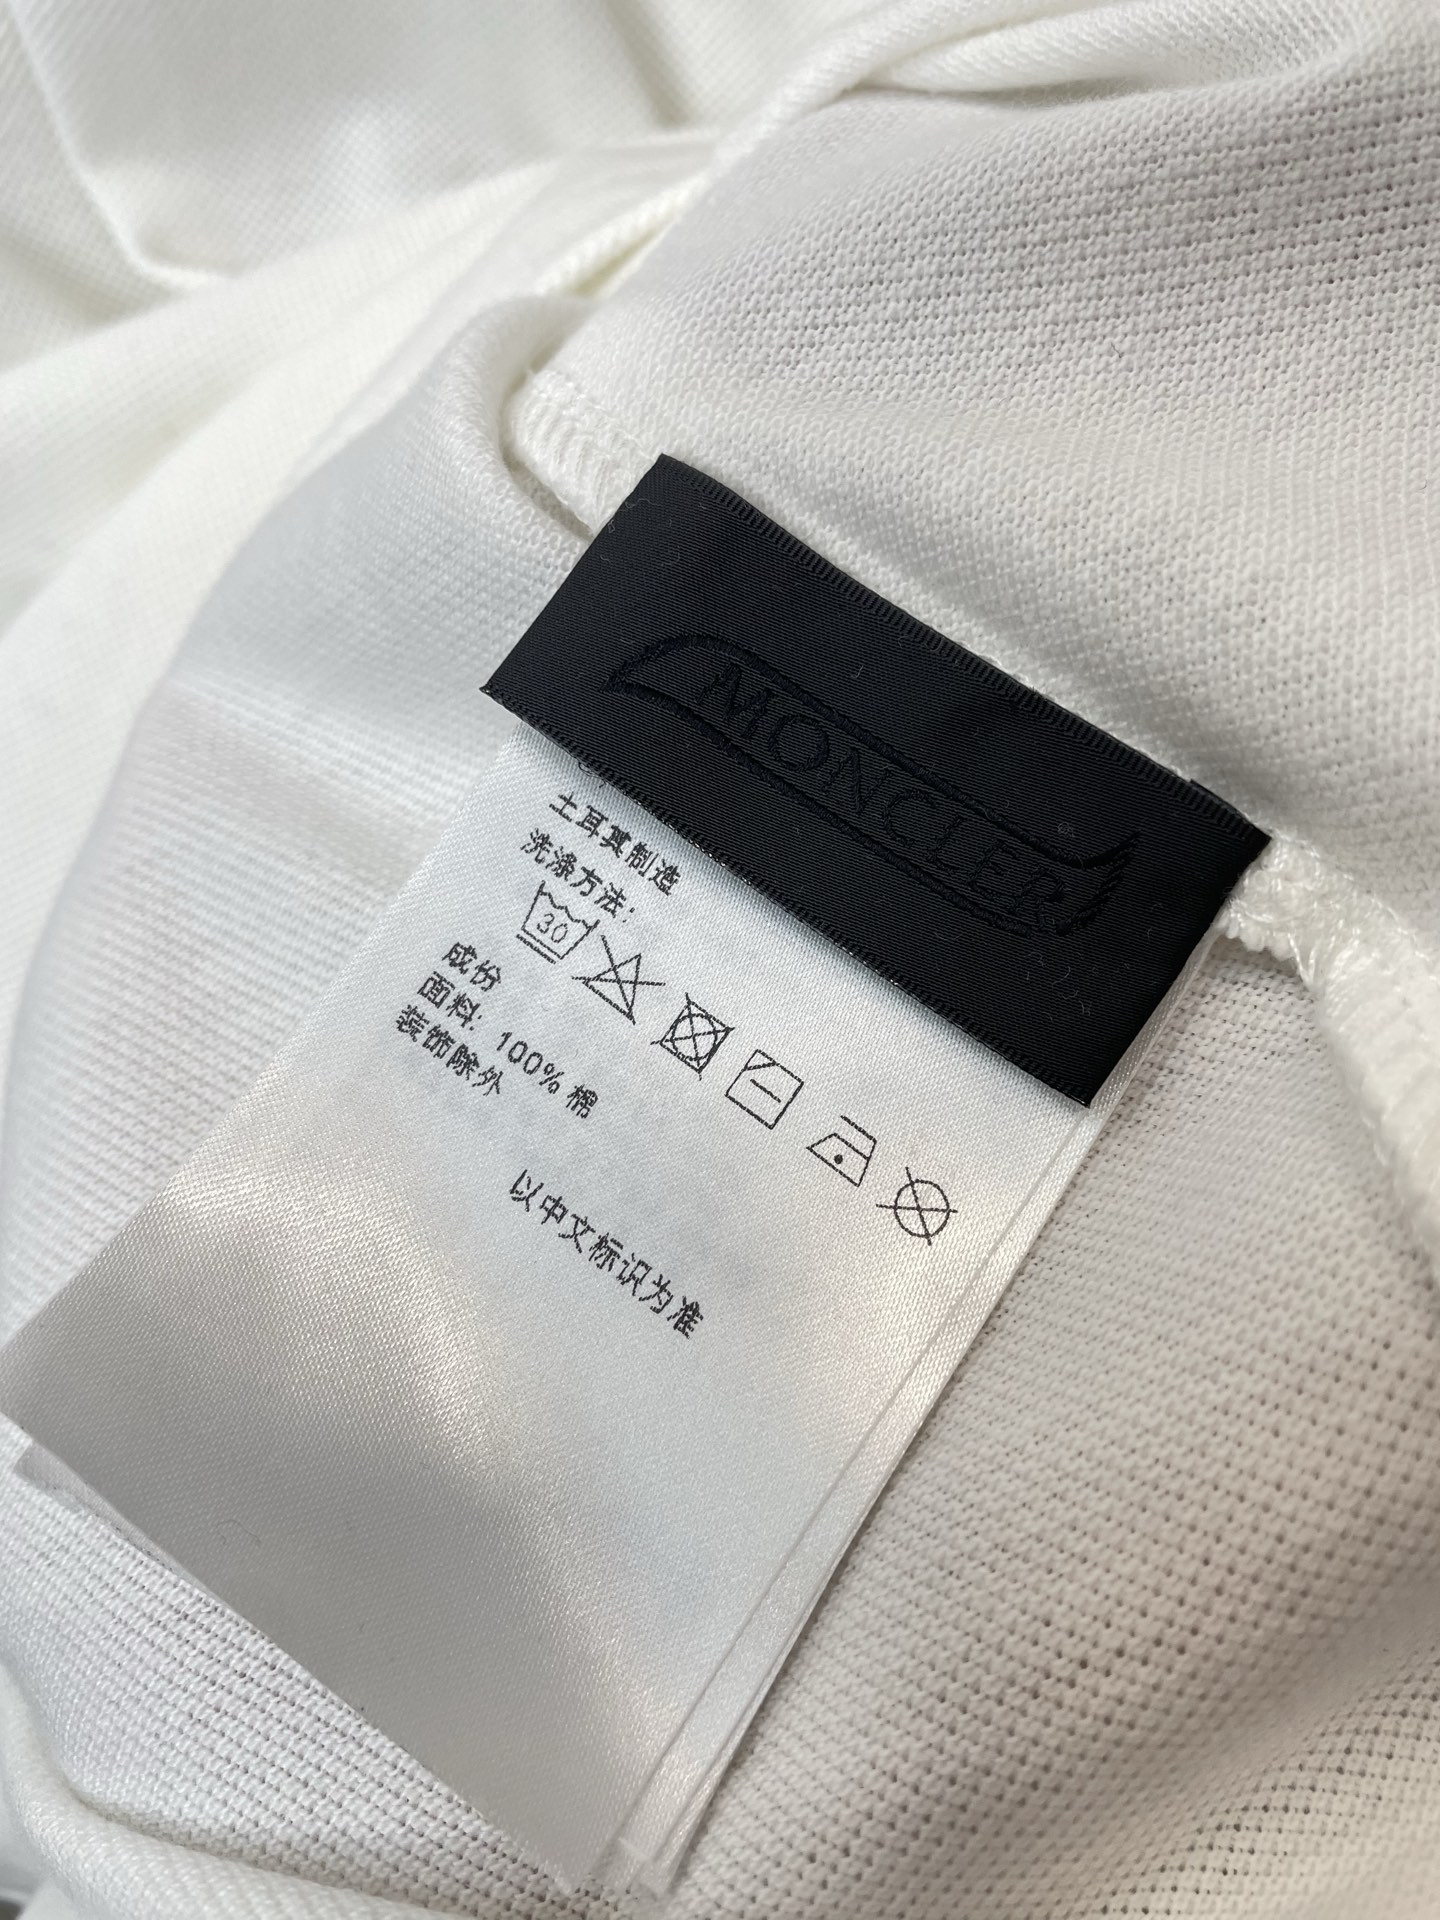 MONCLER
土耳其制造
洗涤方法:
30
成份
面料: 100% 棉
装饰除外
以中文标识为准